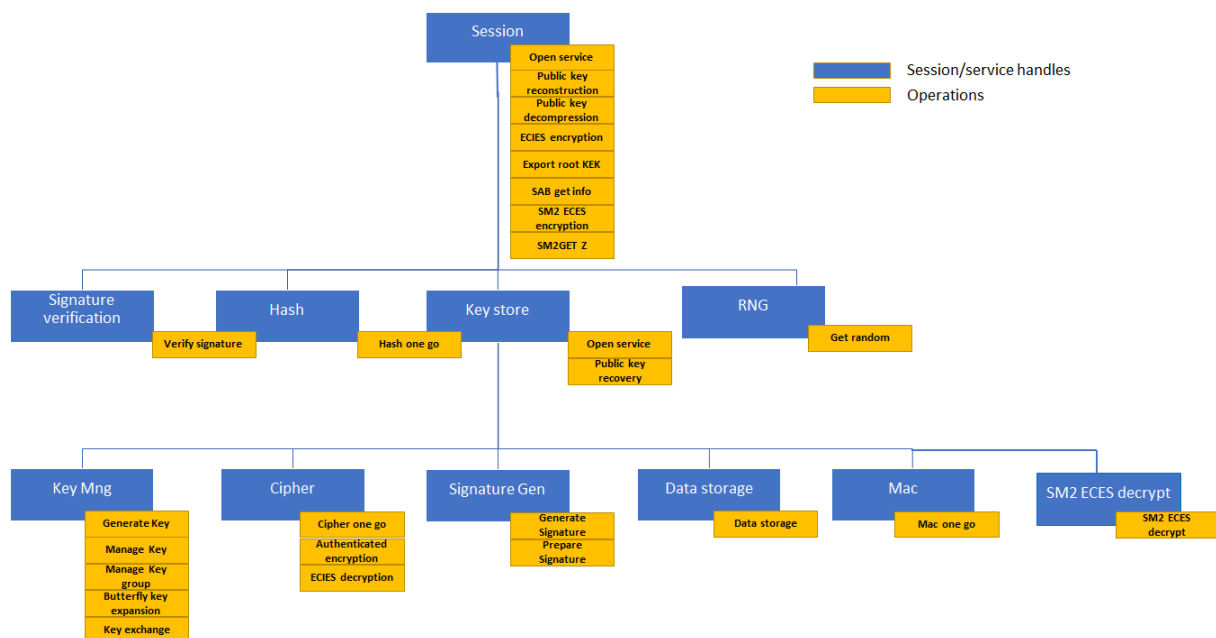 Session
Open service
Public key
reconstruction
Public key
decompression
ECIES encryption
Export root KEK
SAB get info
SM2 ECES
encryption
SM2GET Z
Session/service handles
Operations
Signature
verification
Verify signature
Hash
Hash one go
Key store
Open service
Public key
recovery
RNG
Get random
Key Mng
Generate Key
Manage Key
Manage Key
group
Butterfly key
expansion
Key exchange
Cipher
Cipher one go
Authenticated
encryption
ECIES decryption
Signature Gen
Generate
Signature
Prepare
Signature
Data storage
Data storage
Mac
Mac one go
SM2 ECES decrypt
SM2 ECES
decrypt